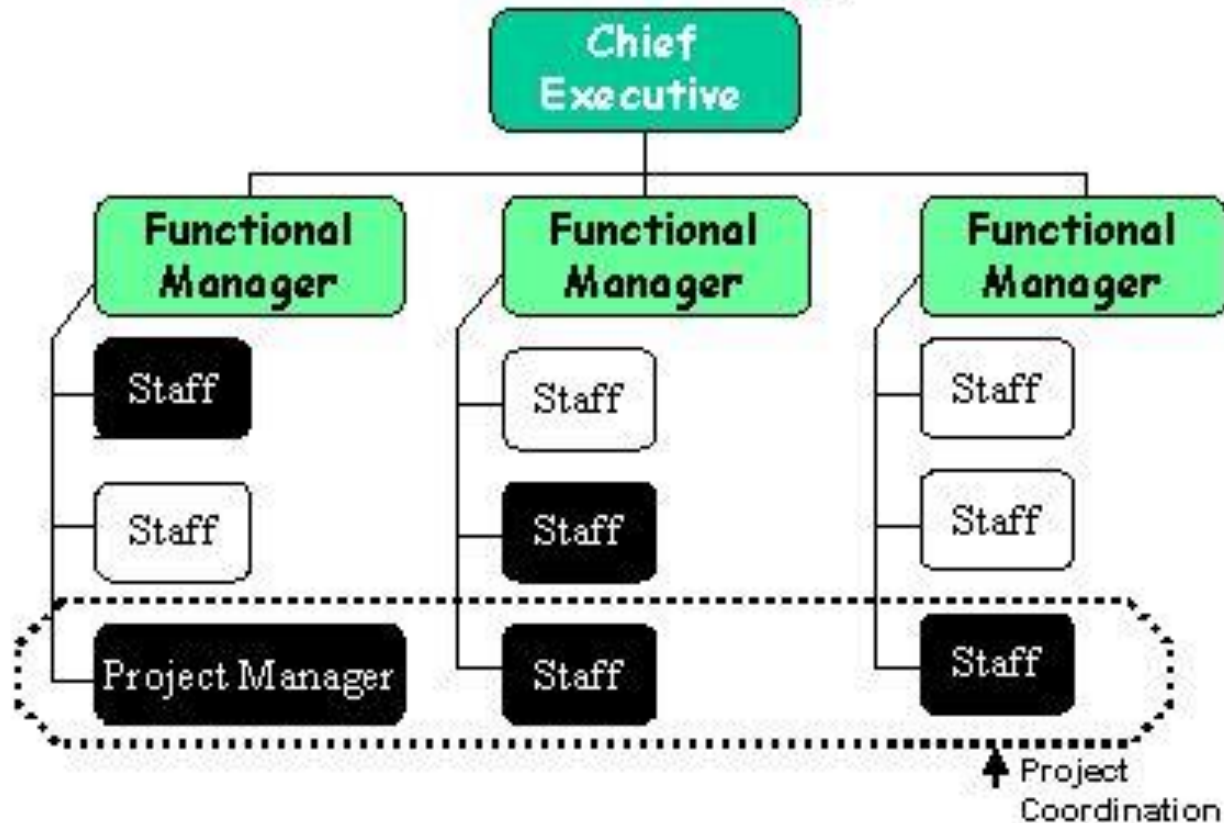 Chief
Executive
Functional
Manager
Functional
Manager
Functional
Manager
Staff
Staff
Staff
Staff
Staff
Staff
Project Manager
Staff
Staff
Project
Coordination